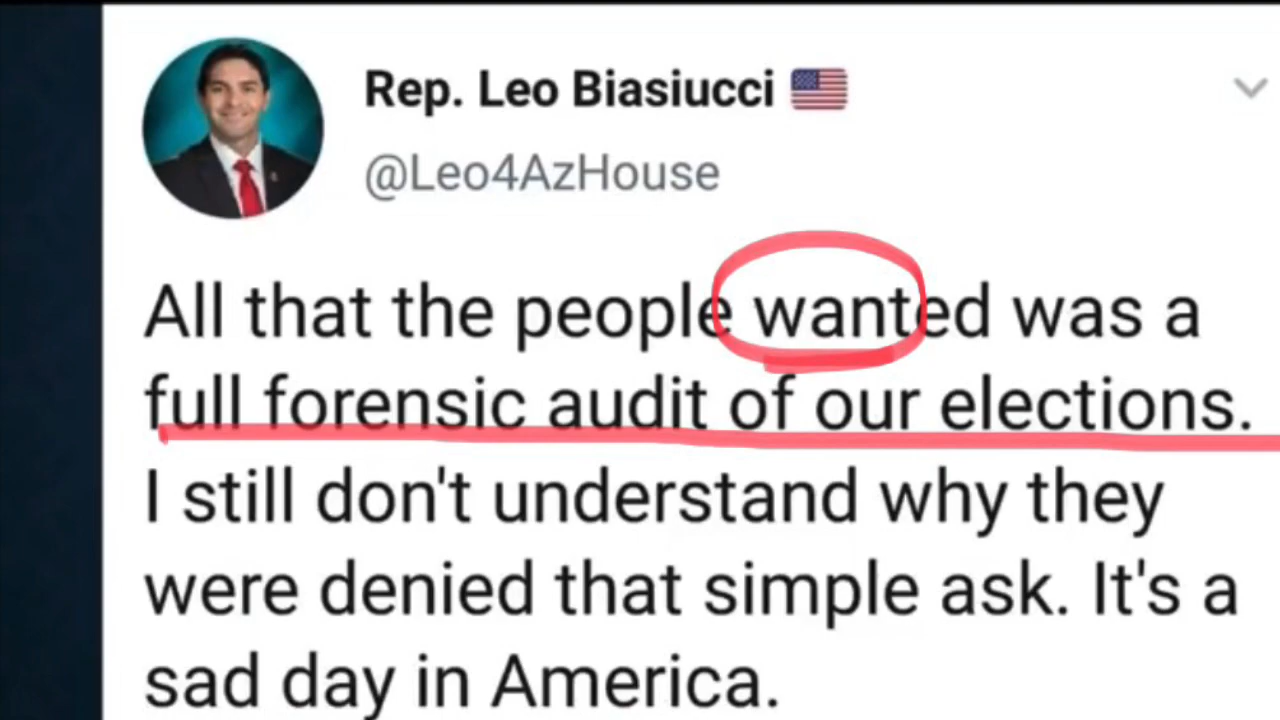 Rep. Leo Biasiucci 🇺🇸
@Leo4AzHouse
All that the people wanted was a
full forensic audit of our elections.
I still don't understand why they
were denied that simple ask. It's a
sad day in America.